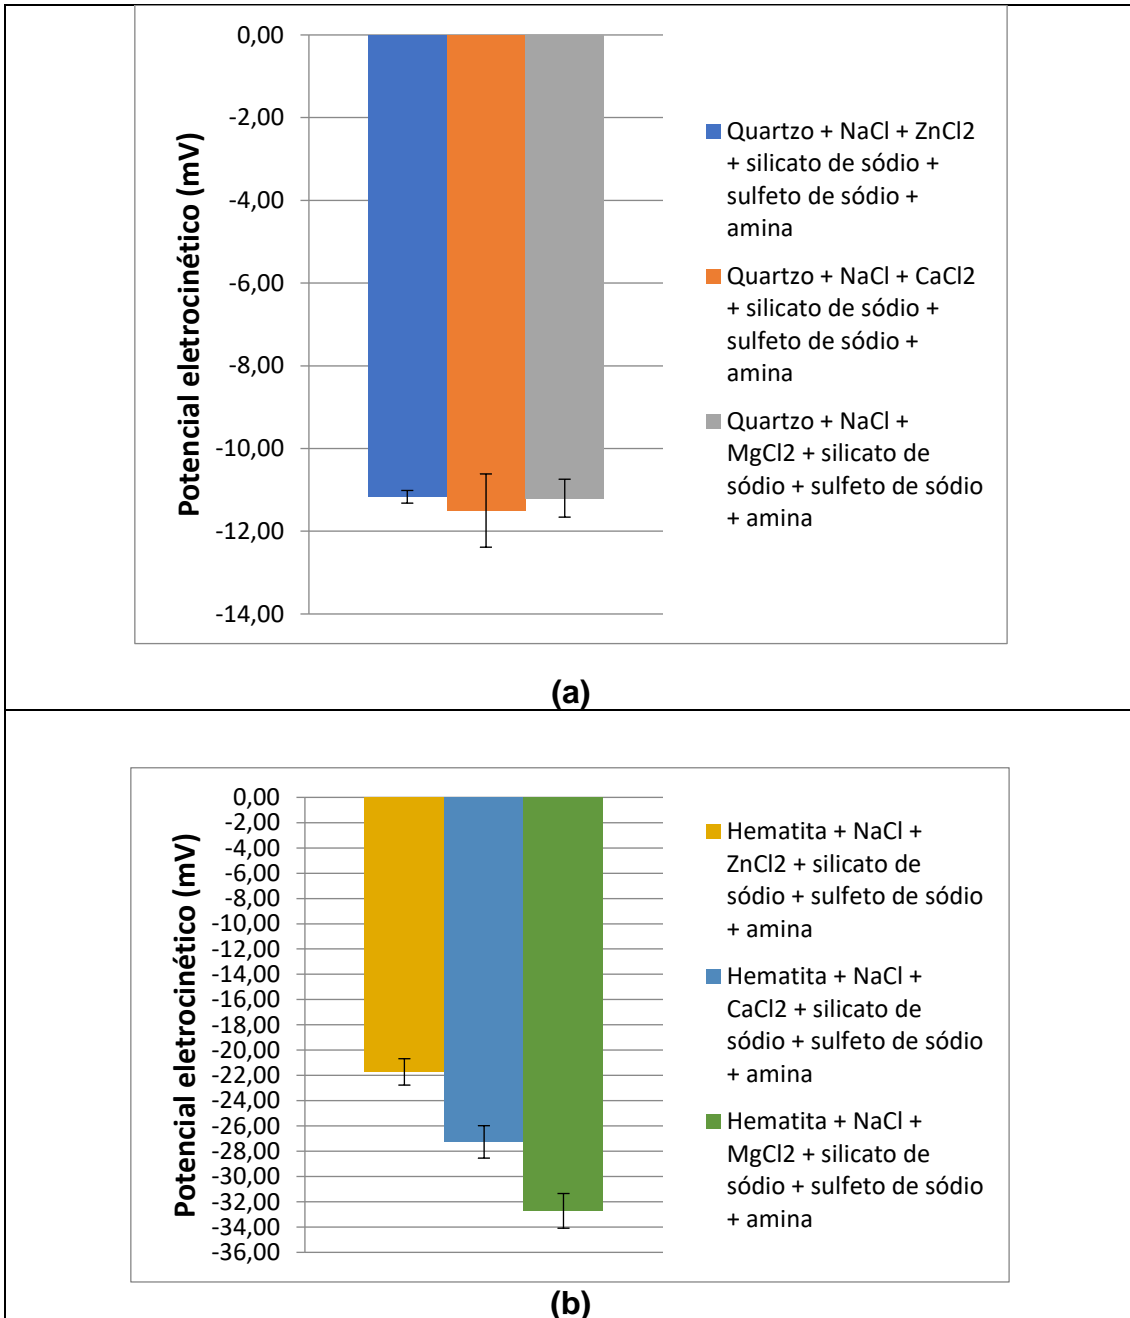 0,00
-2,00
-4,00
-6,00
-8,00
-10,00
-12,00
-14,00
Potencial eletrocinético (mV)
Quartzo + NaCl + ZnCl2
+ silicato de sódio +
sulfeto de sódio +
amina
Quartzo + NaCl + CaCl2
+ silicato de sódio +
sulfeto de sódio +
amina
Quartzo + NaCl +
MgCl2 + silicato de
sódio + sulfeto de sódio
+ amina
(a)
0,00
-2,00
-4,00
-6,00
-8,00
-10,00
-12,00
-14,00
-16,00
-18,00
-20,00
-22,00
-24,00
-26,00
-28,00
-30,00
-32,00
-34,00
-36,00
Potencial eletrocinético (mV)
Hematita + NaCl +
ZnCl2 + silicato de
sódio + sulfeto de sódio
+ amina
Hematita + NaCl +
CaCl2 + silicato de
sódio + sulfeto de sódio
+ amina
Hematita + NaCl +
MgCl2 + silicato de
sódio + sulfeto de sódio
+ amina
(b)